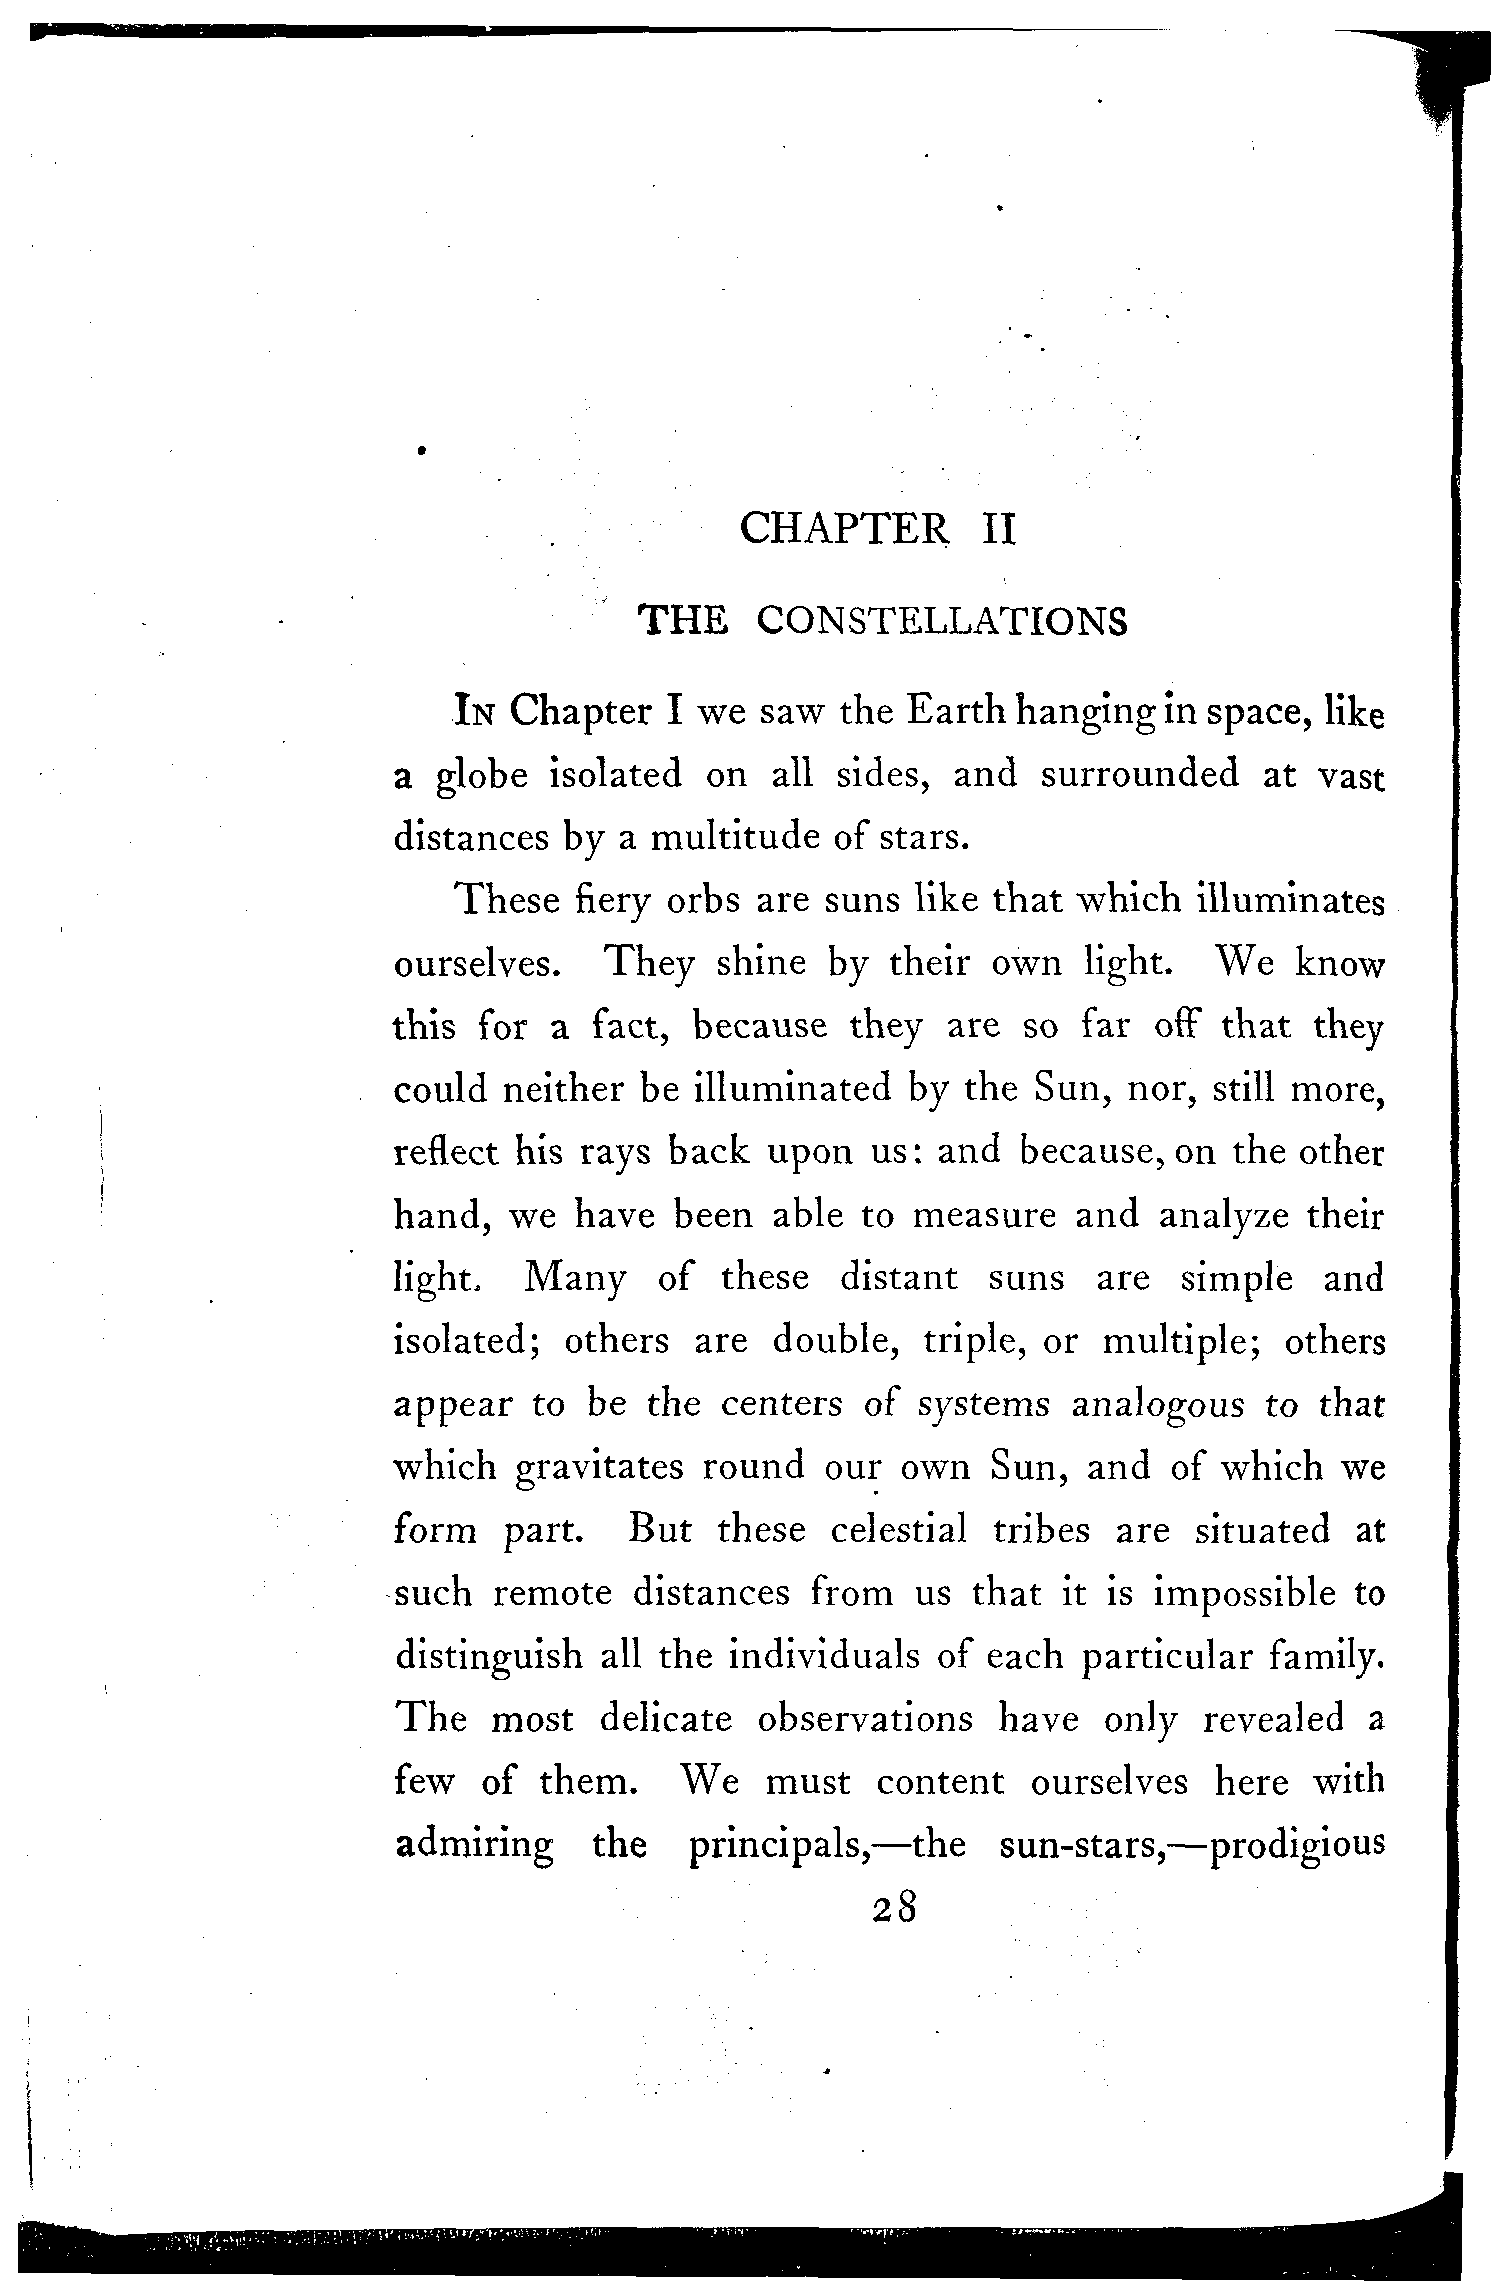 CHAPTER II
THE CONSTELLATIONS
In Chapter I we saw the Earth hanging in space, like
a globe isolated on all sides, and surrounded at vast
distances by a multitude of stars.
These fiery orbs are suns like that which illuminates
ourselves. They shine by their own light. We know
this for a fact, because they are so far off that they
could neither be illuminated by the Sun, nor, still more,
reflect his rays back upon us: and because, on the other
hand, we have been able to measure and analyze their
light. Many of these distant suns are simple and
isolated; others are double, triple, or multiple; others
appear to be the centers of systems analogous to that
which gravitates round our own Sun, and of which we
form part. But these celestial tribes are situated at
such remote distances from us that it is impossible to
distinguish all the individuals of each particular family.
The most delicate observations have only revealed a
few of them. We must content ourselves here with
admiring the principals,—the sun-stars,—prodigious
28